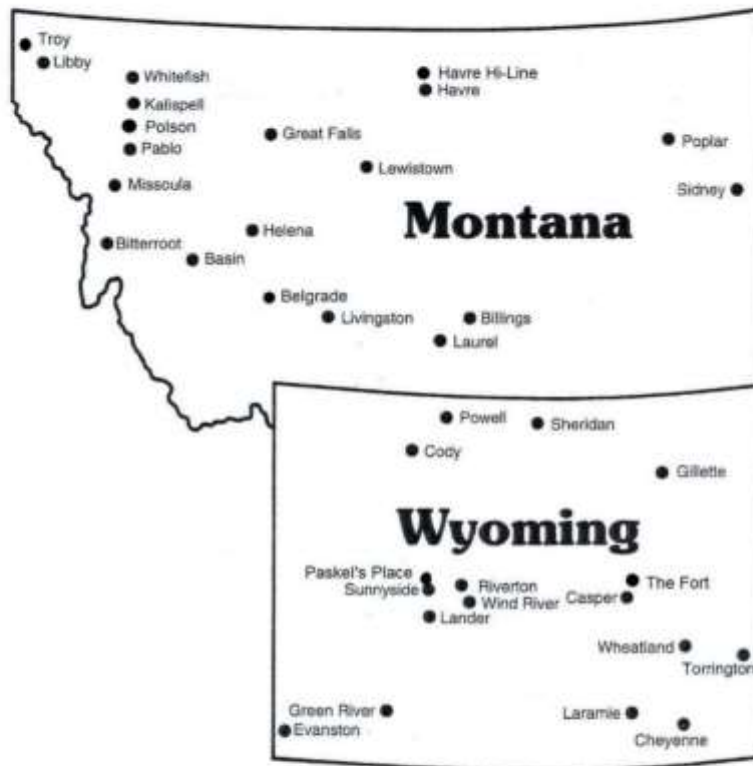 Troy
Libby
Whitefish
Havre Hi-Line
Havre
Kalispell
Polson
Great Falls
Poplar
Pablo
Lewistown
Missoula
Sidney
Montana
Helena
Bitterroot
Basin
Belgrade
Livingston
Billings
Laurel
Powell
Sheridan
Cody
Gillette
Wyoming
Paskel's Place
Sunnyside
Riverton
The Fort
Wind River
Casper
Lander
Wheatland
Torrington
Green River
Laramie
Evanston
Cheyenne